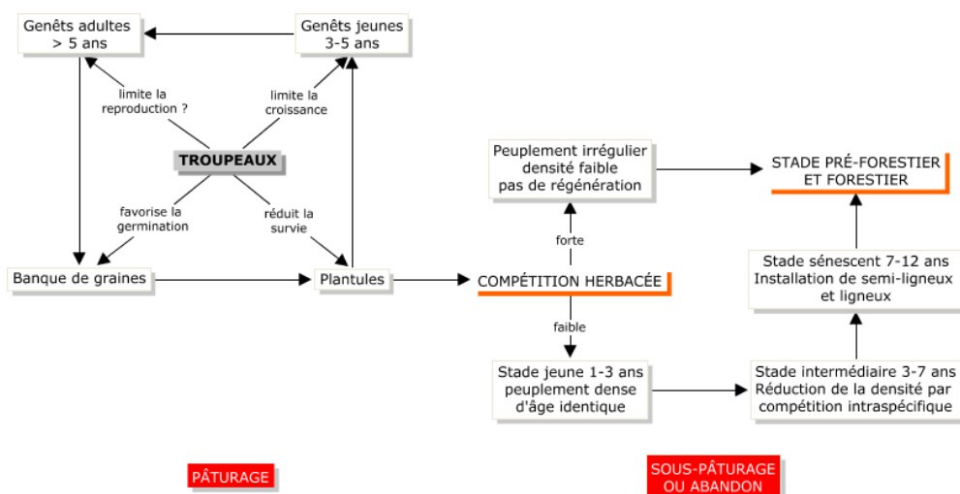 Genêts adultes
> 5 ans
Genêts jeunes
3-5 ans
limite la
reproduction ?
limite la
croissance
TROUPEAUX
favorise la
germination
réduit la
survie
Banque de graines
Plantules
Peuplement irrégulier
densité faible
pas de régénération
STADE PRÉ-FORESTIER
ET FORESTIER
forte
COMPÉTITION HERBACÉE
faible
Stade sénescent 7-12 ans
Installation de semi-ligneux
et ligneux
Stade jeune 1-3 ans
peuplement dense
d'âge identique
Stade intermédiaire 3-7 ans
Réduction de la densité par
compétition intraspécifique
PÂTURAGE
SOUS-PÂTURAGE
OU ABANDON